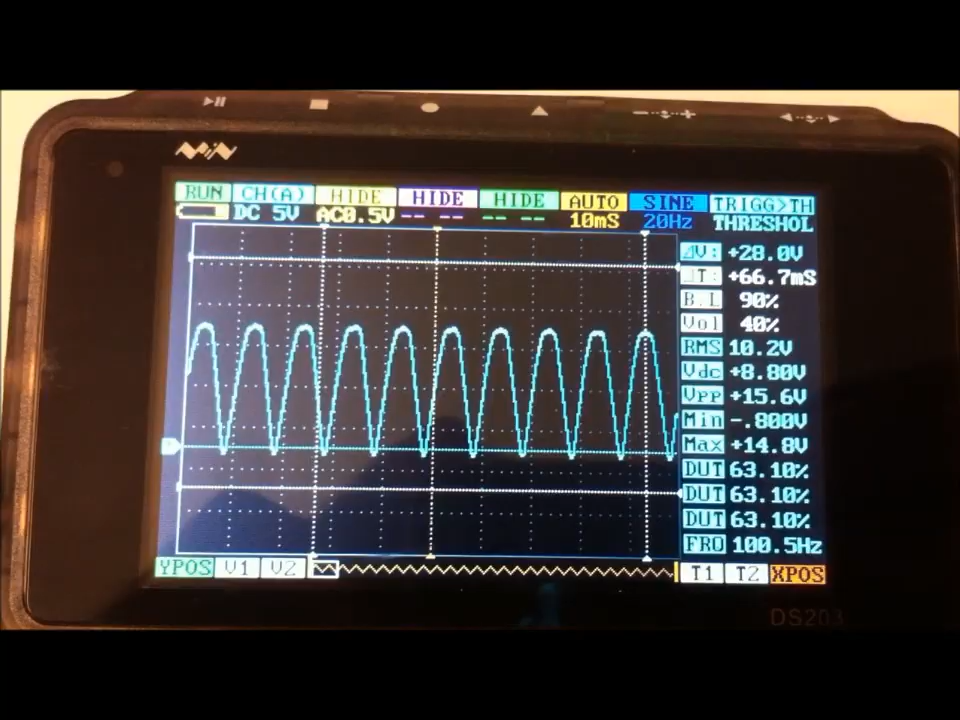 RUN CH(A) HIDE HIDE HIDE AUTO SINE TRIGG>TH
DC 5V AC0.5V -- -- -- -- 10mS 20Hz THRESHOL
△V: +28.0V
△T: +66.7mS
B.L 90%
Vol 40%
RMS 10.2V
Vdc +8.80V
Vpp +15.6V
Min -.800V
Max +14.8V
DUT 63.10%
DUT 63.10%
DUT 63.10%
FRQ 100.5Hz
YPOS V1 V2 T1 T2 XPOS
DS203